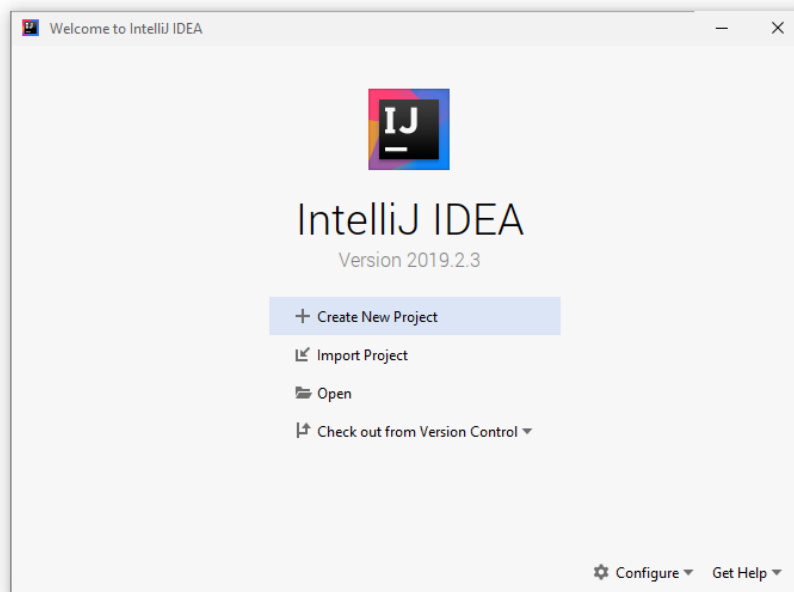 Welcome to IntelliJ IDEA
IJ
IntelliJ IDEA
Version 2019.2.3
Create New Project
Import Project
Open
Check out from Version Control
Configure Get Help